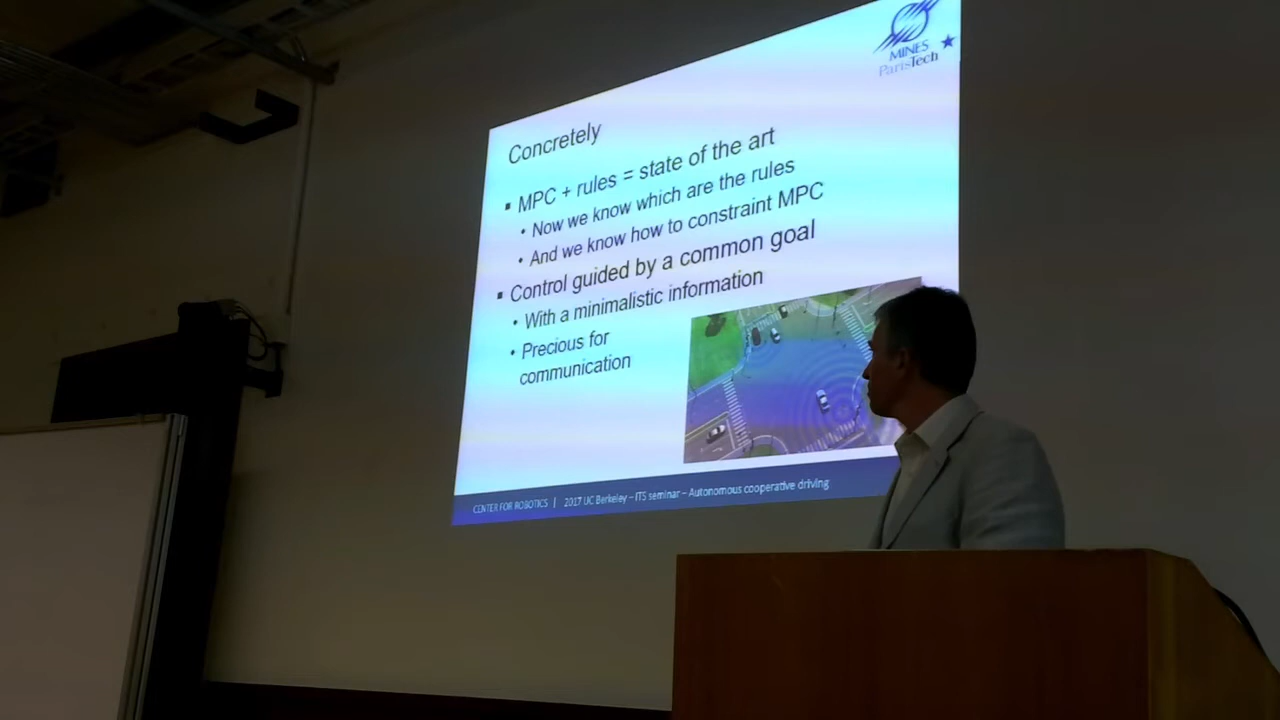 MINES
ParisTech
Concretely
▪ MPC + rules = state of the art
• Now we know which are the rules
• And we know how to constraint MPC
▪ Control guided by a common goal
• With a minimalistic information
• Precious for
communication
CENTER FOR ROBOTICS | 2017 UC Berkeley – ITS seminar – Autonomous cooperative driving